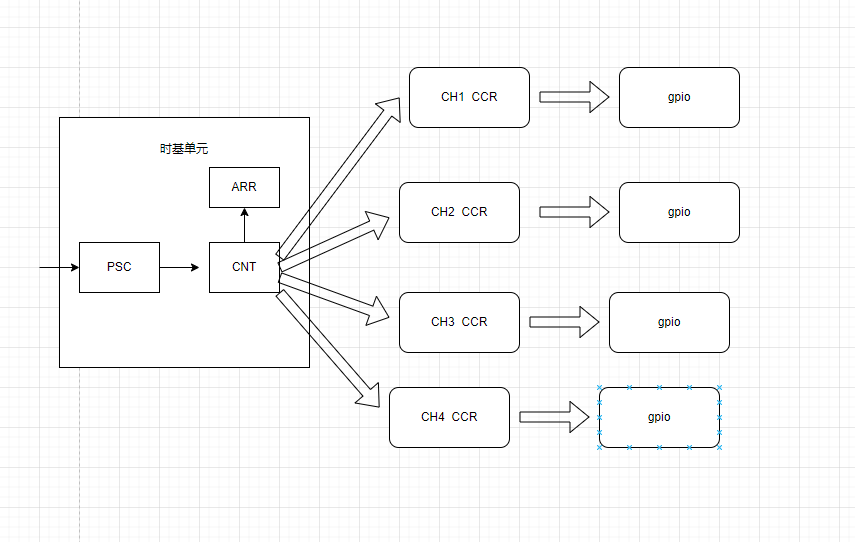 时基单元
ARR
PSC
CNT
CH1 CCR
gpio
CH2 CCR
gpio
CH3 CCR
gpio
CH4 CCR
gpio